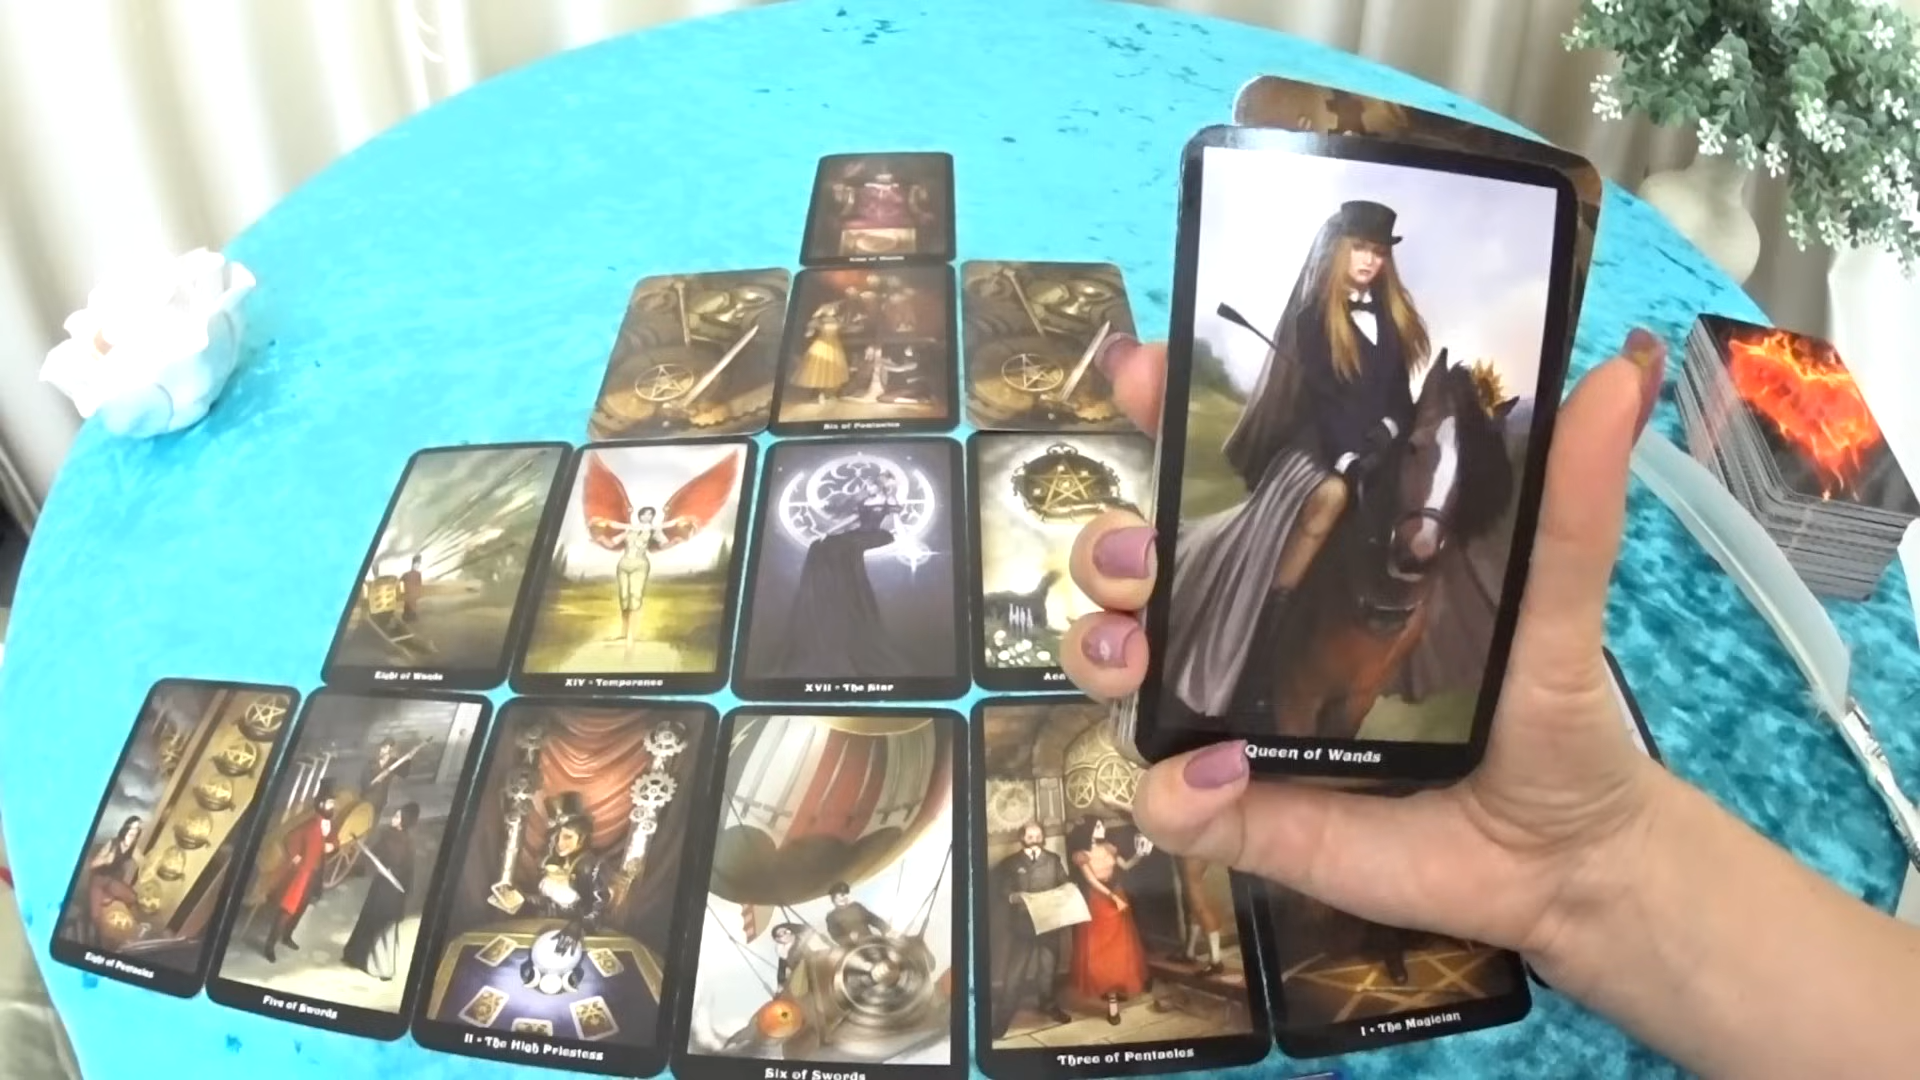 Six of Pentacles
Eight of Wands
XIV • Temperance
XVII • The Star
Queen of Wands
Eight of Pentacles
Five of Swords
II • The High Priestess
Six of Swords
Three of Pentacles
I • The Magician